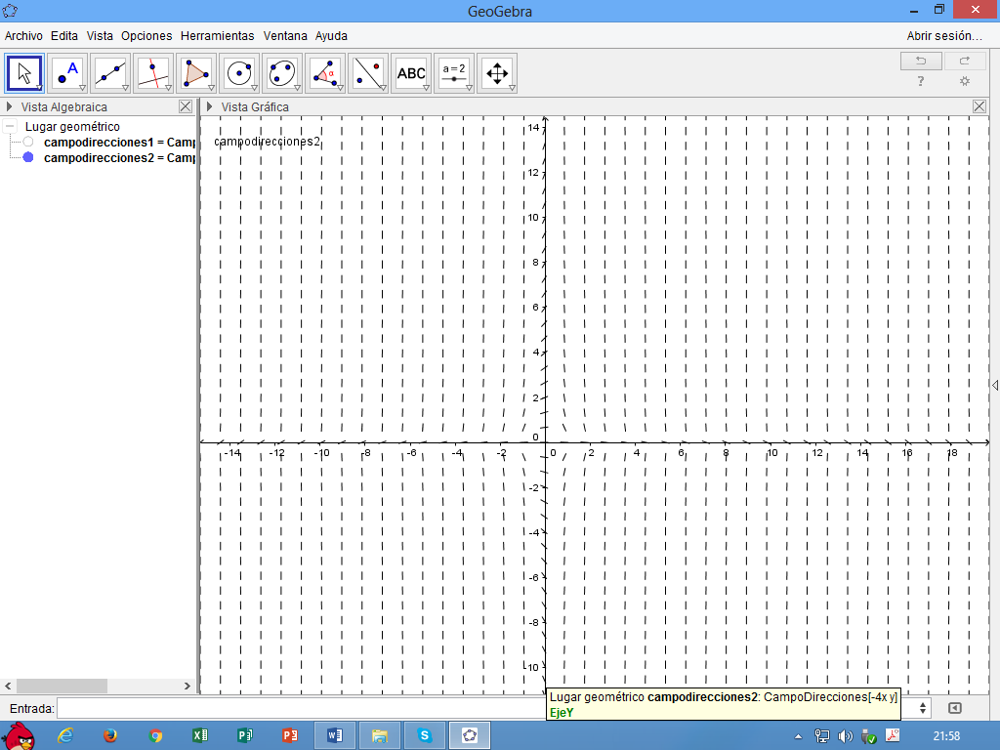 GeoGebra
Archivo Edita Vista Opciones Herramientas Ventana Ayuda Abrir sesión...
A α ABC a=2 ?
Vista Algebraica Vista Gráfica
Lugar geométrico
campodirecciones1 = Camp
campodirecciones2 = Camp
campodirecciones2
14
12
10
8
6
4
2
0
-14 -12 -10 -8 -6 -4 -2 0 2 4 6 8 10 12 14 16 18
-2
-4
-6
-8
-10
Entrada:
Lugar geométrico campodirecciones2: CampoDirecciones[-4x y]
EjeY
21:58